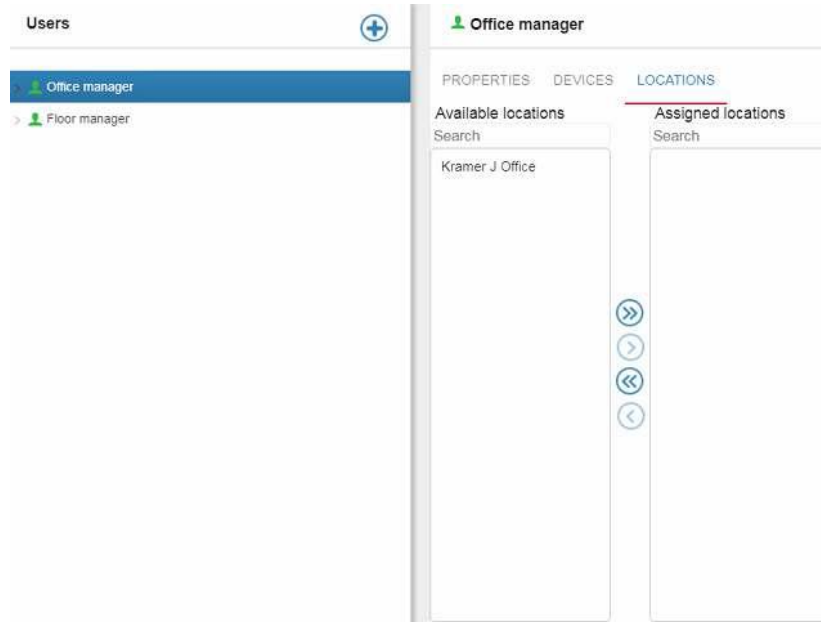 Users
Office manager
Floor manager
Office manager
PROPERTIES DEVICES LOCATIONS
Available locations
Search
Kramer J Office
Assigned locations
Search